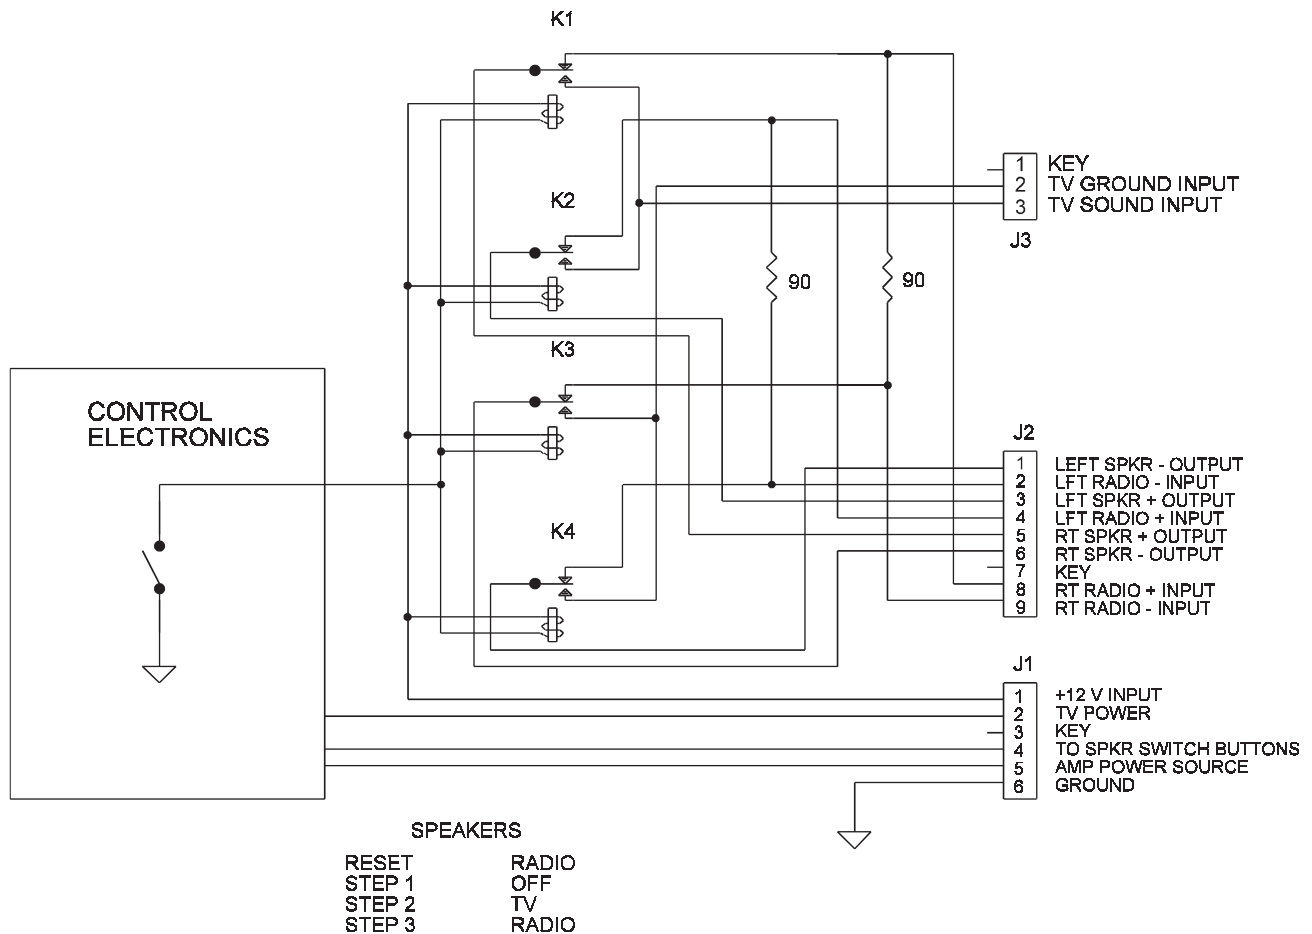 K1
1 KEY
2 TV GROUND INPUT
3 TV SOUND INPUT
J3
K2
90
90
K3
CONTROL
ELECTRONICS
J2
1 LEFT SPKR - OUTPUT
2 LFT RADIO - INPUT
3 LFT SPKR + OUTPUT
4 LFT RADIO + INPUT
5 RT SPKR + OUTPUT
6 RT SPKR - OUTPUT
7 KEY
8 RT RADIO + INPUT
9 RT RADIO - INPUT
K4
J1
1 +12 V INPUT
2 TV POWER
3 KEY
4 TO SPKR SWITCH BUTTONS
5 AMP POWER SOURCE
6 GROUND
SPEAKERS
RESET RADIO
STEP 1 OFF
STEP 2 TV
STEP 3 RADIO